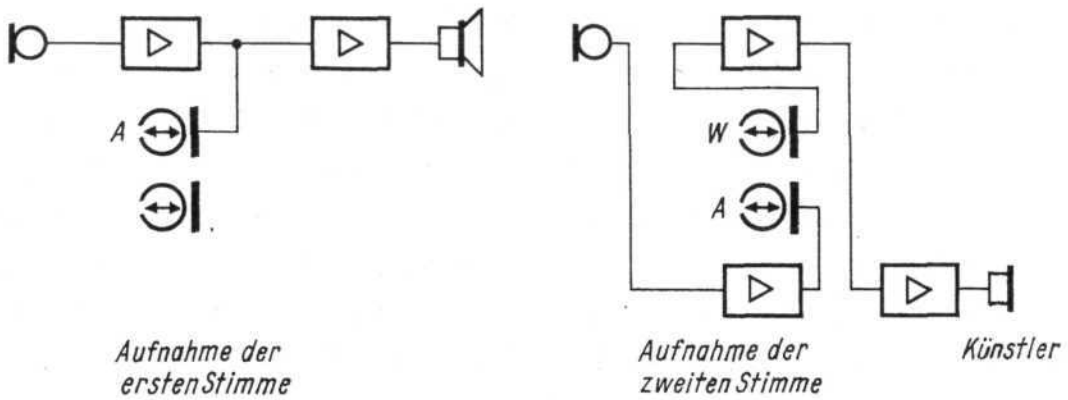 A
W
A
Aufnahme der
ersten Stimme
Aufnahme der
zweiten Stimme
Künstler